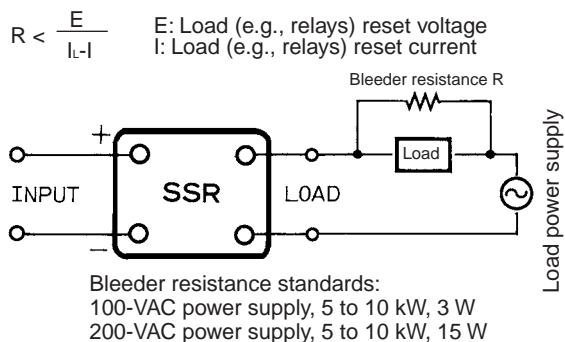 R < E / IL-I
E: Load (e.g., relays) reset voltage
I: Load (e.g., relays) reset current
Bleeder resistance R
Load
+
INPUT
SSR
LOAD
−
Load power supply
Bleeder resistance standards:
100-VAC power supply, 5 to 10 kW, 3 W
200-VAC power supply, 5 to 10 kW, 15 W